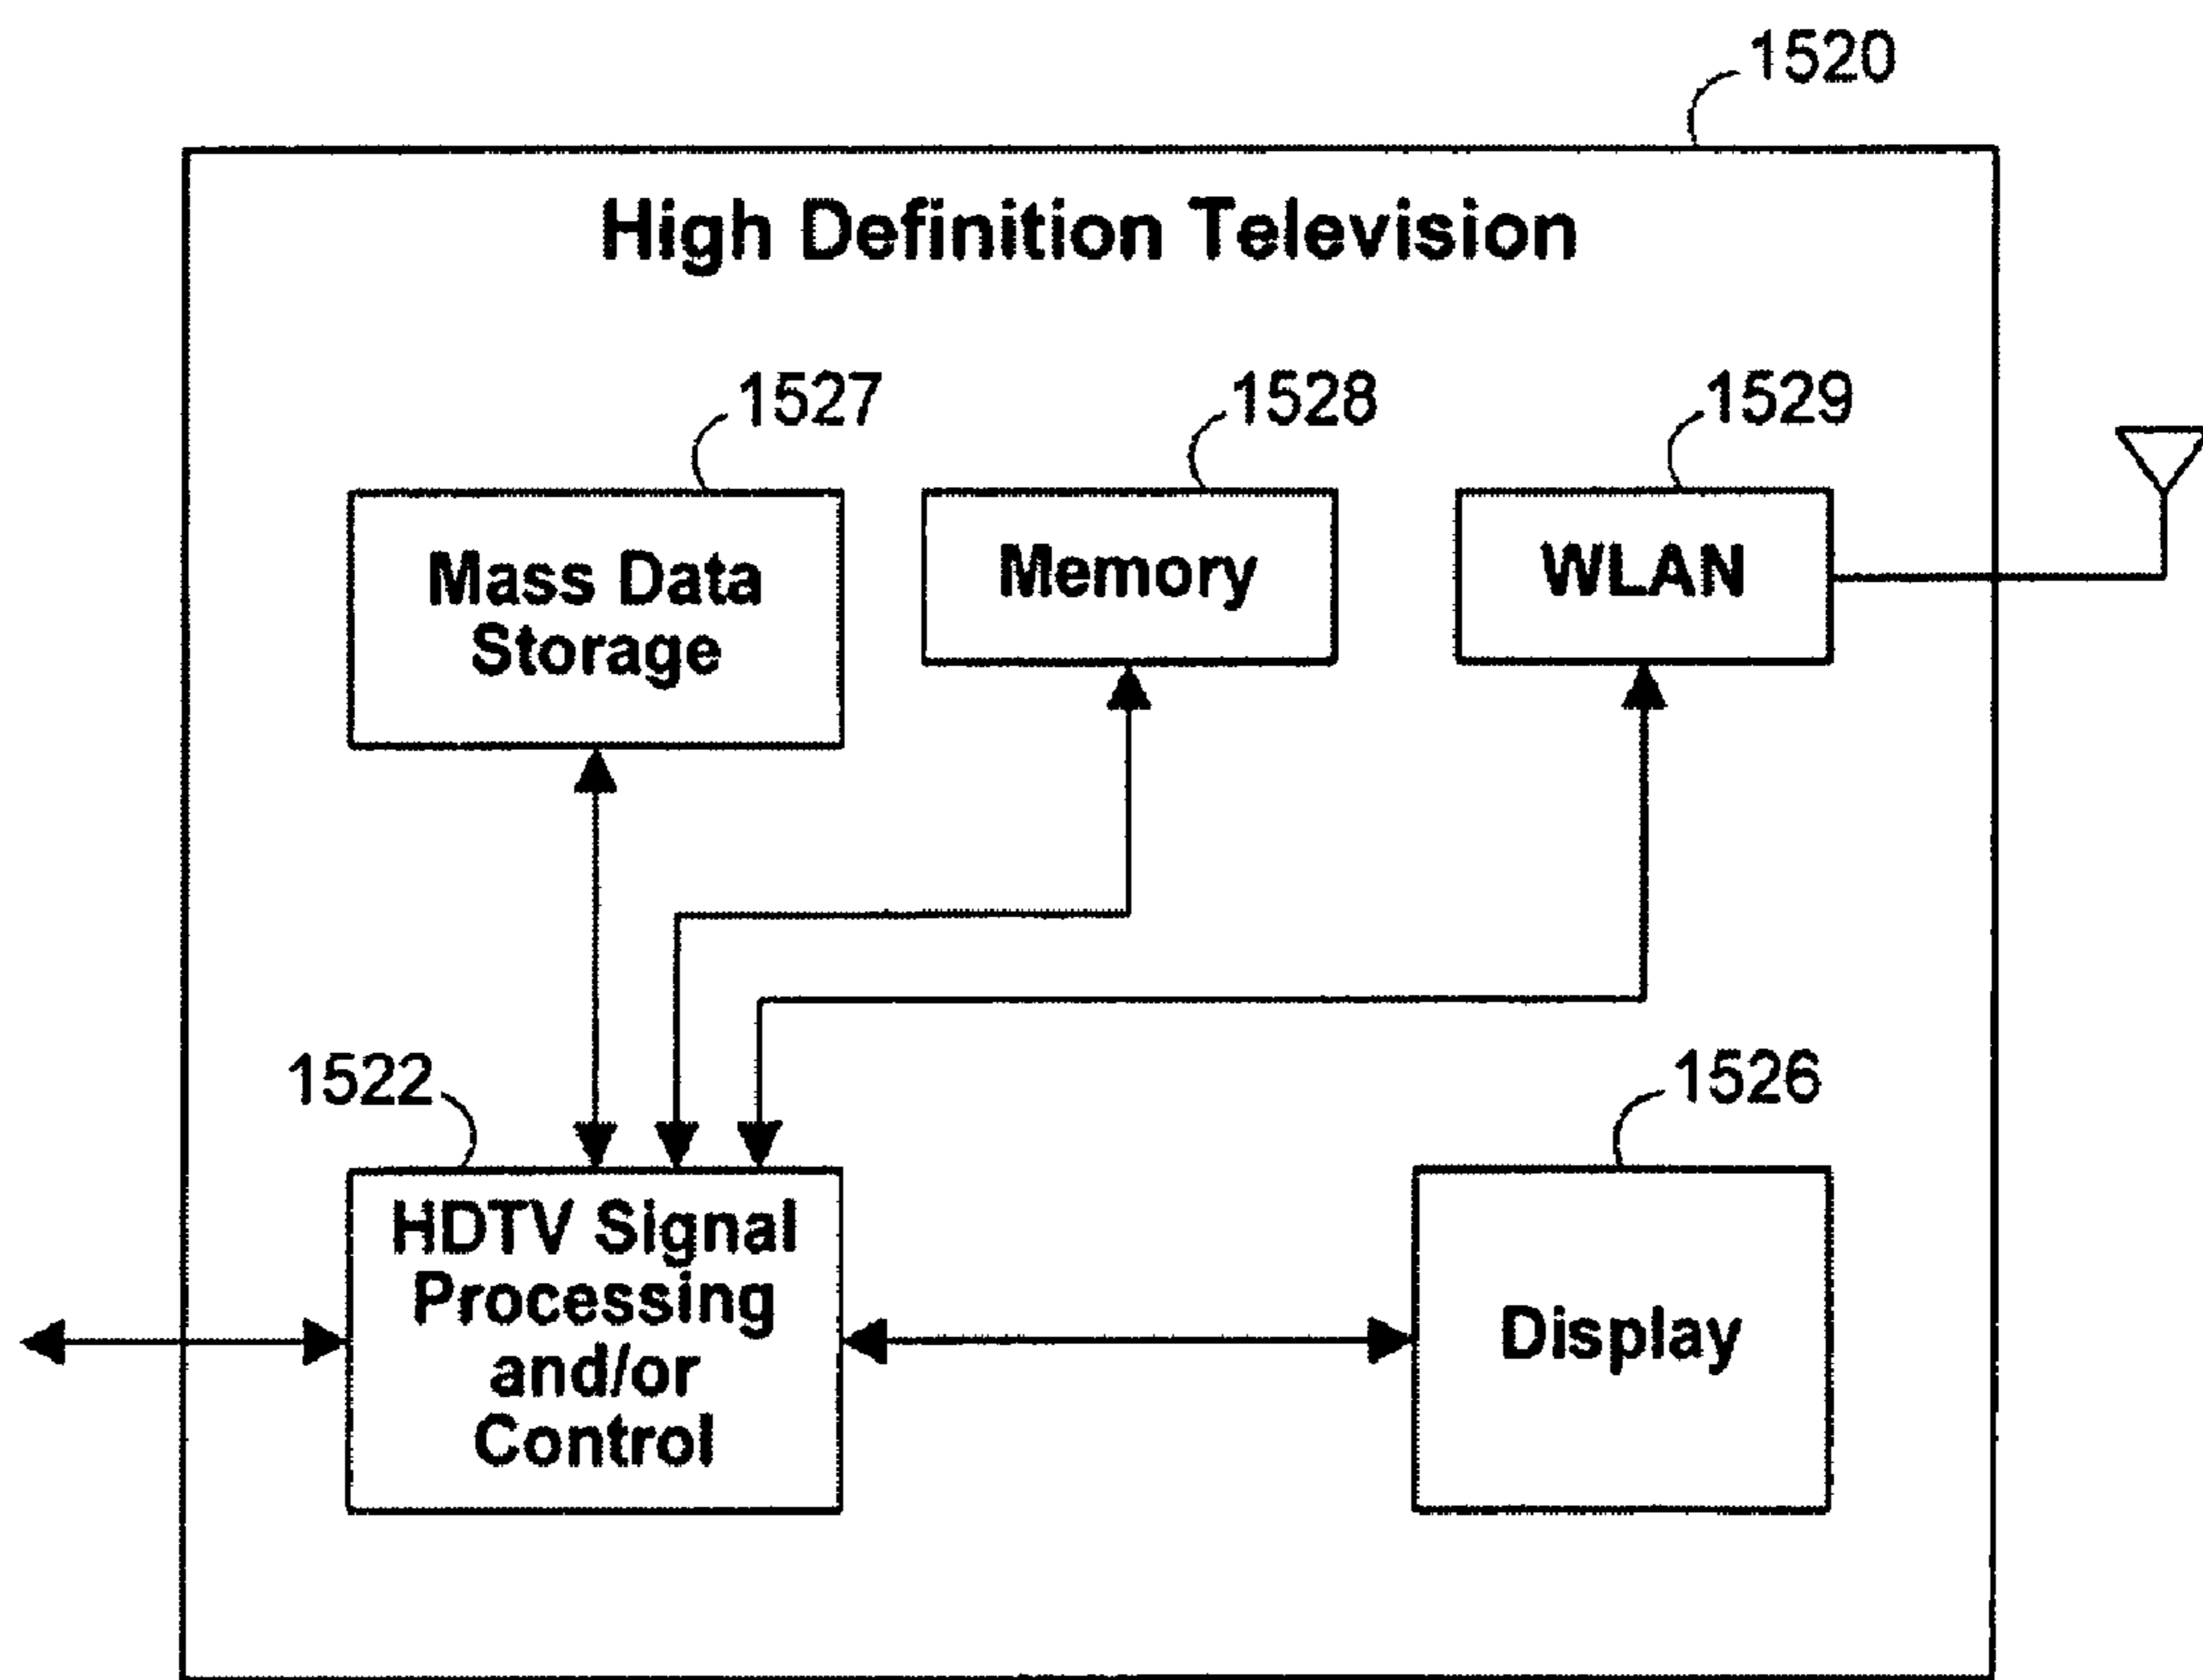 1520
High Definition Television
1527
1528
1529
Mass Data
Storage
Memory
WLAN
1522
1526
HDTV Signal
Processing
and/or
Control
Display